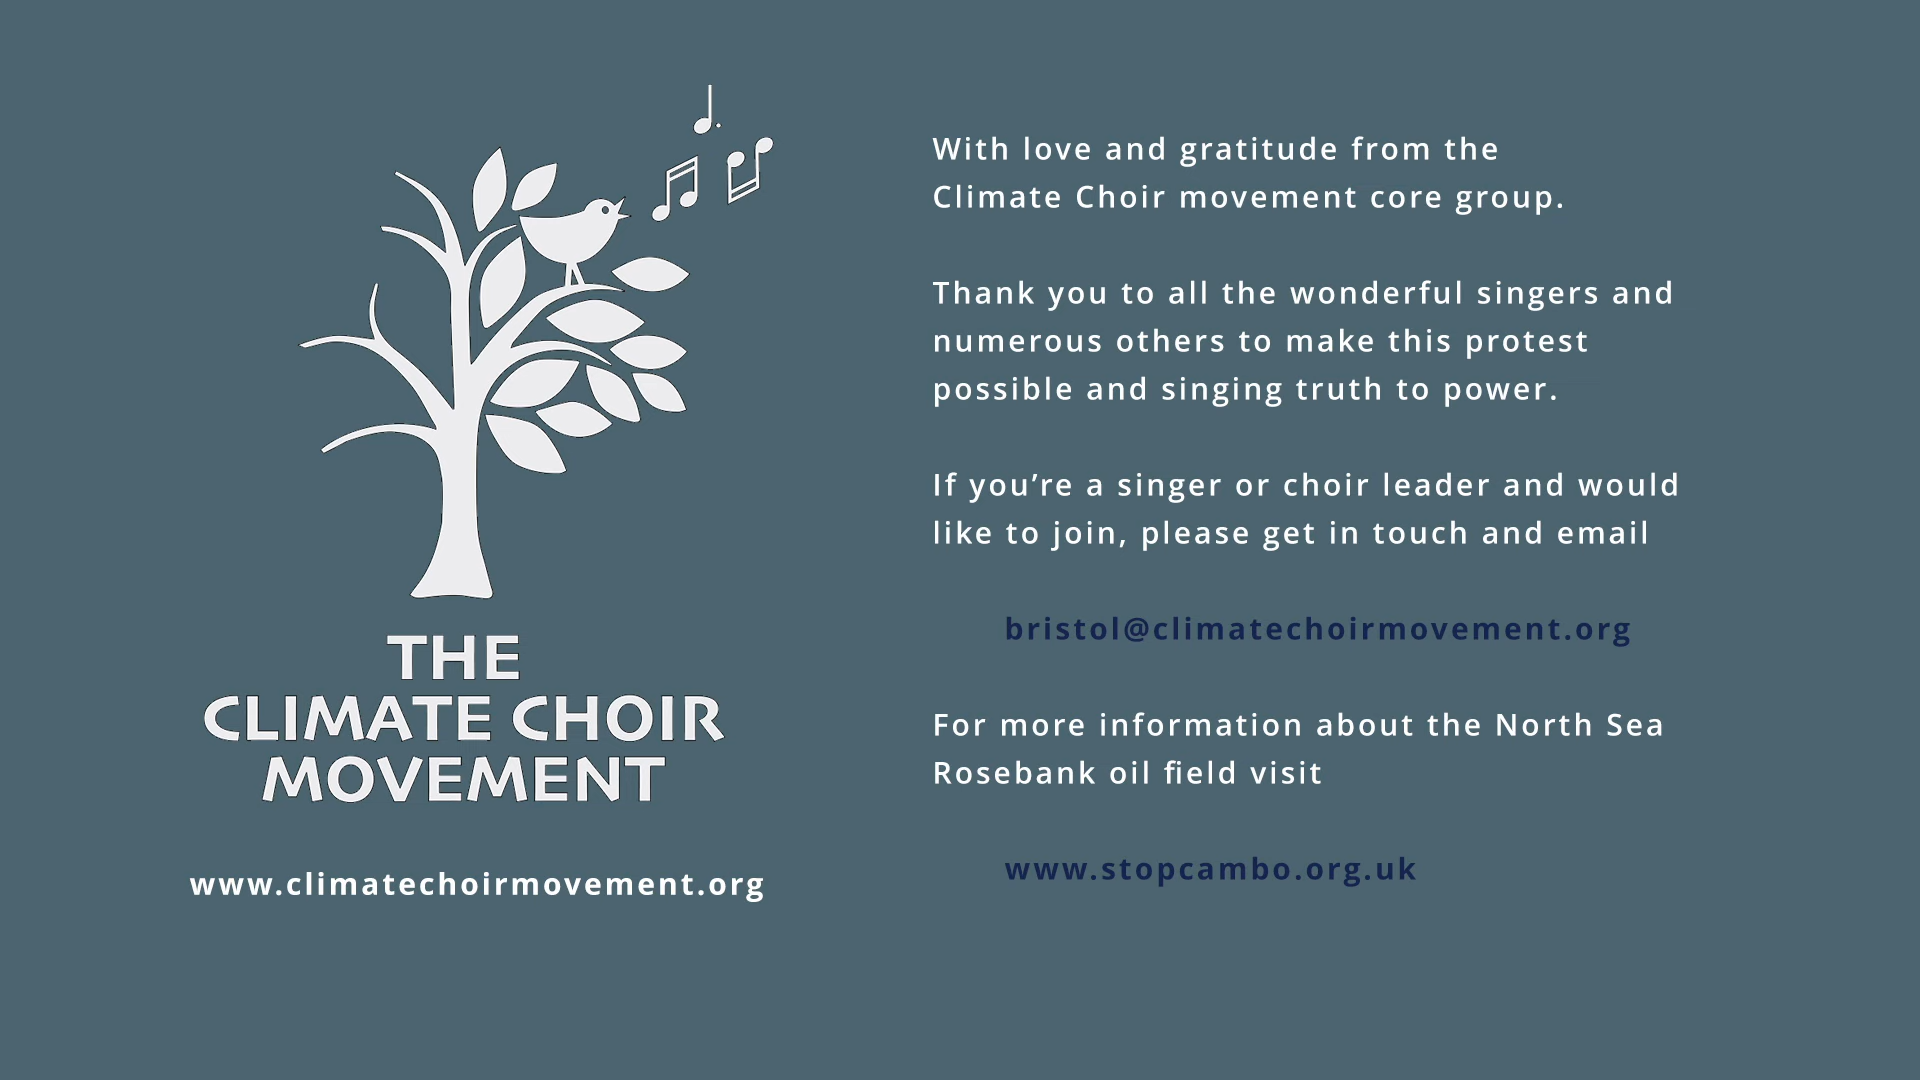 THE
CLIMATE CHOIR
MOVEMENT
www.climatechoirmovement.org
With love and gratitude from the
Climate Choir movement core group.
Thank you to all the wonderful singers and
numerous others to make this protest
possible and singing truth to power.
If you’re a singer or choir leader and would
like to join, please get in touch and email
bristol@climatechoirmovement.org
For more information about the North Sea
Rosebank oil field visit
www.stopcambo.org.uk